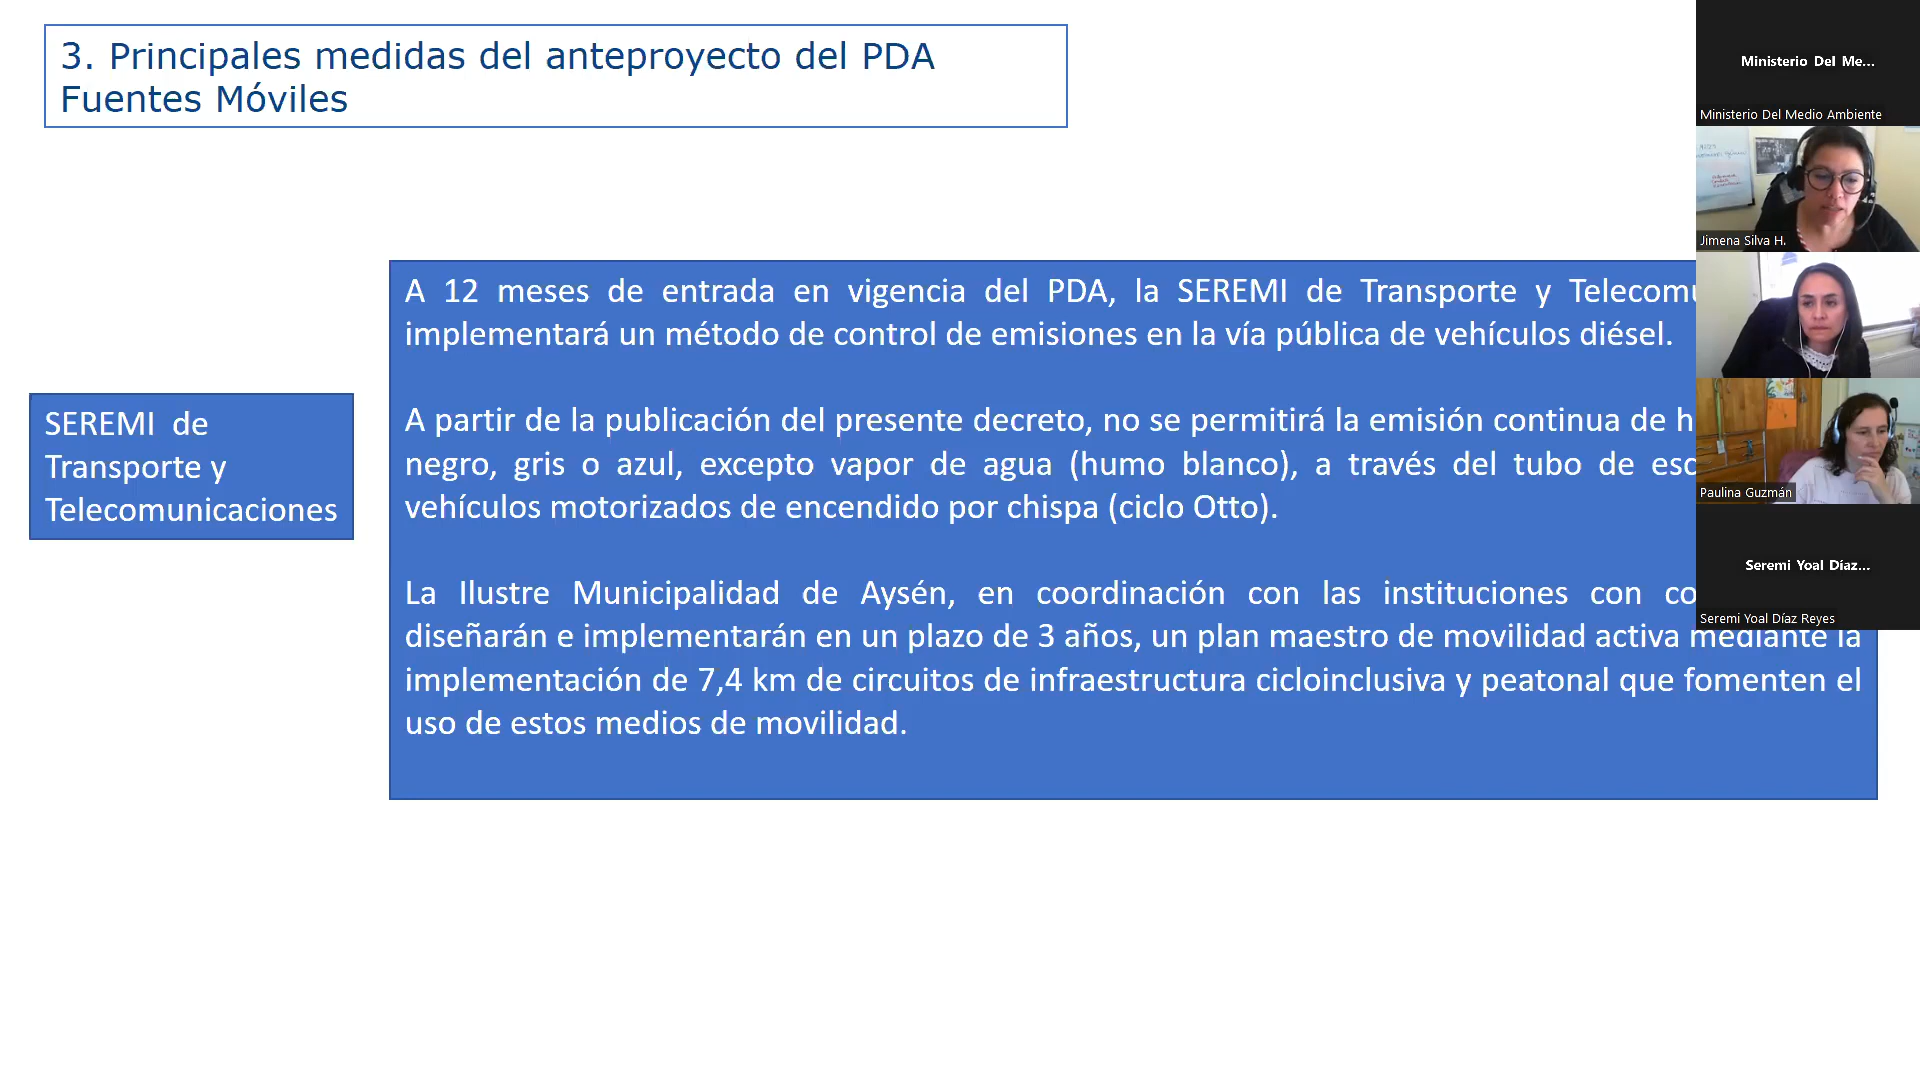 3. Principales medidas del anteproyecto del PDA
Fuentes Móviles
SEREMI de
Transporte y
Telecomunicaciones
A 12 meses de entrada en vigencia del PDA, la SEREMI de Transporte y
implementará un método de control de emisiones en la vía pública de vehículos diésel.
A partir de la publicación del presente decreto, no se permitirá la emisión continua de
negro, gris o azul, excepto vapor de agua (humo blanco), a través del tubo de
vehículos motorizados de encendido por chispa (ciclo Otto).
La Ilustre Municipalidad de Aysén, en coordinación con las instituciones con
diseñarán e implementarán en un plazo de 3 años, un plan maestro de movilidad activa mediante la
implementación de 7,4 km de circuitos de infraestructura cicloinclusiva y peatonal que fomenten el
uso de estos medios de movilidad.
Ministerio Del Me...
Ministerio Del Medio Ambiente
Jimena Silva H.
Paulina Guzmán
Seremi Yoal Díaz...
Seremi Yoal Díaz Reyes